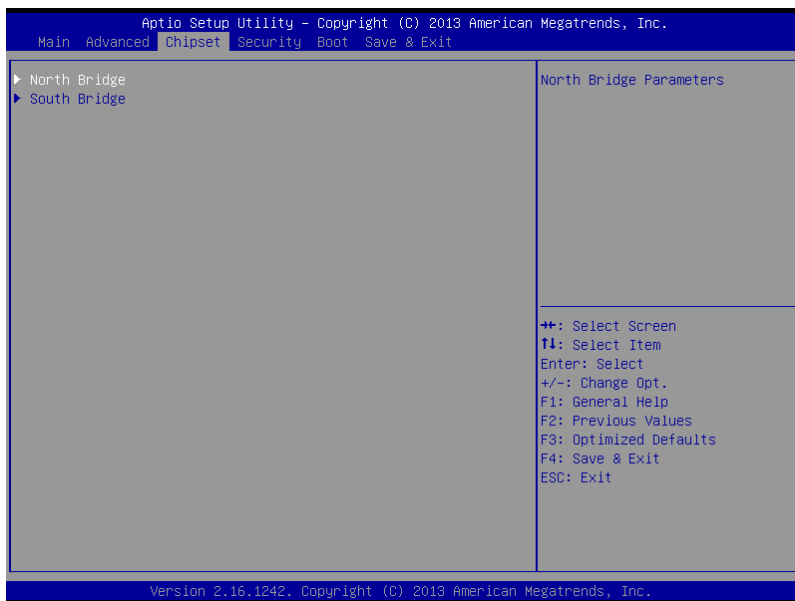 Aptio Setup Utility – Copyright (C) 2013 American Megatrends, Inc.
Main Advanced Chipset Security Boot Save & Exit
▶ North Bridge
▶ South Bridge
North Bridge Parameters
→←: Select Screen
↑↓: Select Item
Enter: Select
+/-: Change Opt.
F1: General Help
F2: Previous Values
F3: Optimized Defaults
F4: Save & Exit
ESC: Exit
Version 2.16.1242. Copyright (C) 2013 American Megatrends, Inc.